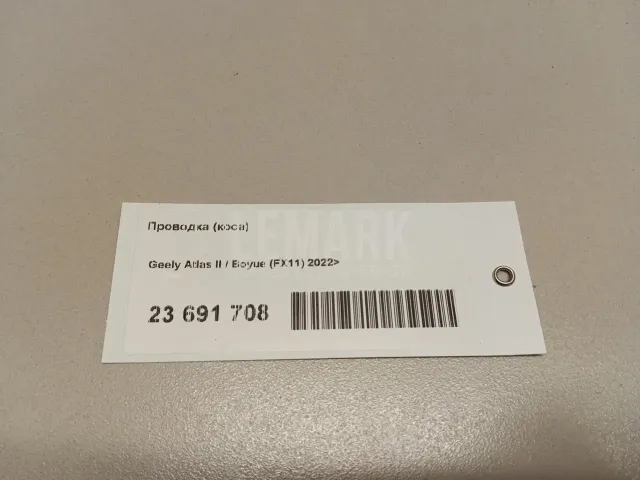 Проводка (коса)
Geely Atlas II / Boyue (FX11) 2022>
23 691 708